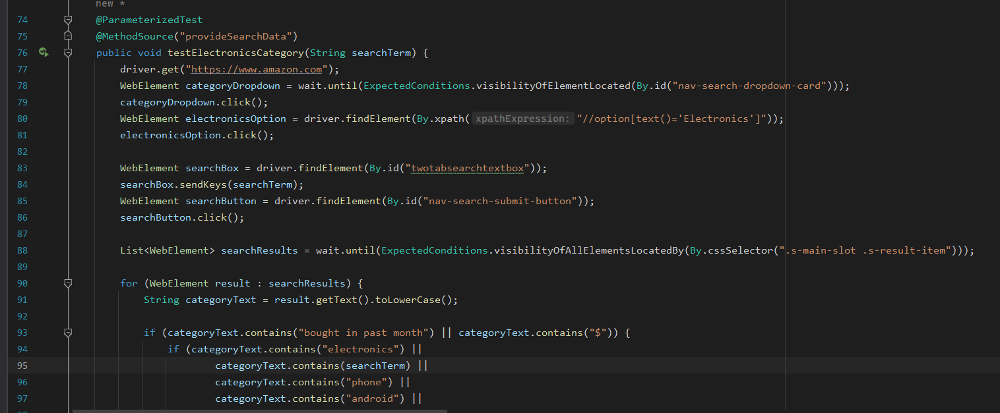 new *
74 @ParameterizedTest
75 @MethodSource("provideSearchData")
76 public void testElectronicsCategory(String searchTerm) {
77 driver.get("https://www.amazon.com");
78 WebElement categoryDropdown = wait.until(ExpectedConditions.visibilityOfElementLocated(By.id("nav-search-dropdown-card")));
79 categoryDropdown.click();
80 WebElement electronicsOption = driver.findElement(By.xpath( xpathExpression: "//option[text()='Electronics']"));
81 electronicsOption.click();
82
83 WebElement searchBox = driver.findElement(By.id("twotabsearchtextbox"));
84 searchBox.sendKeys(searchTerm);
85 WebElement searchButton = driver.findElement(By.id("nav-search-submit-button"));
86 searchButton.click();
87
88 List<WebElement> searchResults = wait.until(ExpectedConditions.visibilityOfAllElementsLocatedBy(By.cssSelector(".s-main-slot .s-result-item")));
89
90 for (WebElement result : searchResults) {
91 String categoryText = result.getText().toLowerCase();
92
93 if (categoryText.contains("bought in past month") || categoryText.contains("$")) {
94 if (categoryText.contains("electronics") ||
95 categoryText.contains(searchTerm) ||
96 categoryText.contains("phone") ||
97 categoryText.contains("android") ||